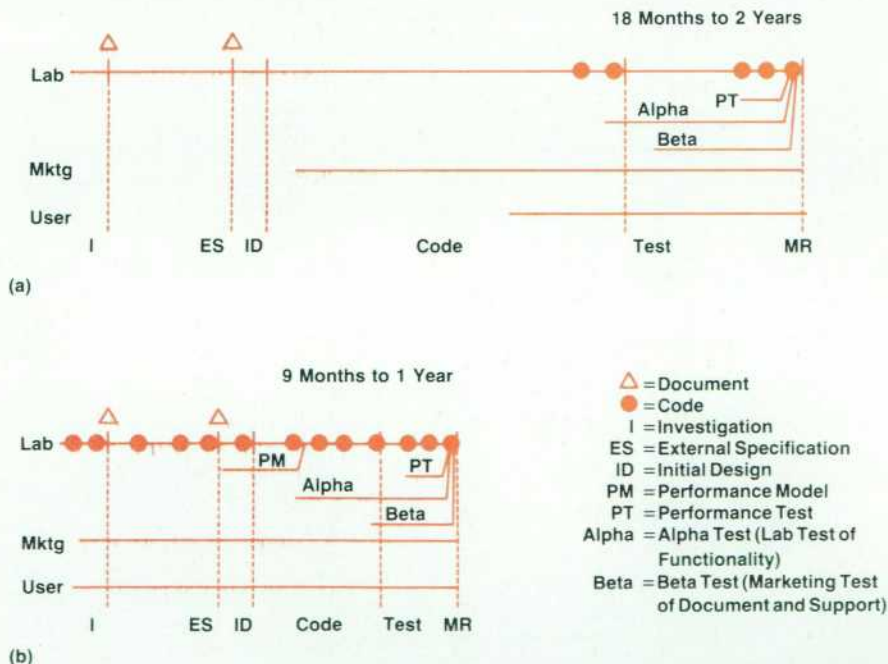 18 Months to 2 Years
Lab
PT
Alpha
Beta
Mktg
User
I ES ID Code Test MR
(a)
9 Months to 1 Year
Lab
PM PT
Alpha
Beta
Mktg
User
I ES ID Code Test MR
(b)
= Document
= Code
I = Investigation
ES = External Specification
ID = Initial Design
PM = Performance Model
PT = Performance Test
Alpha = Alpha Test (Lab Test of
Functionality)
Beta = Beta Test (Marketing Test
of Document and Support)